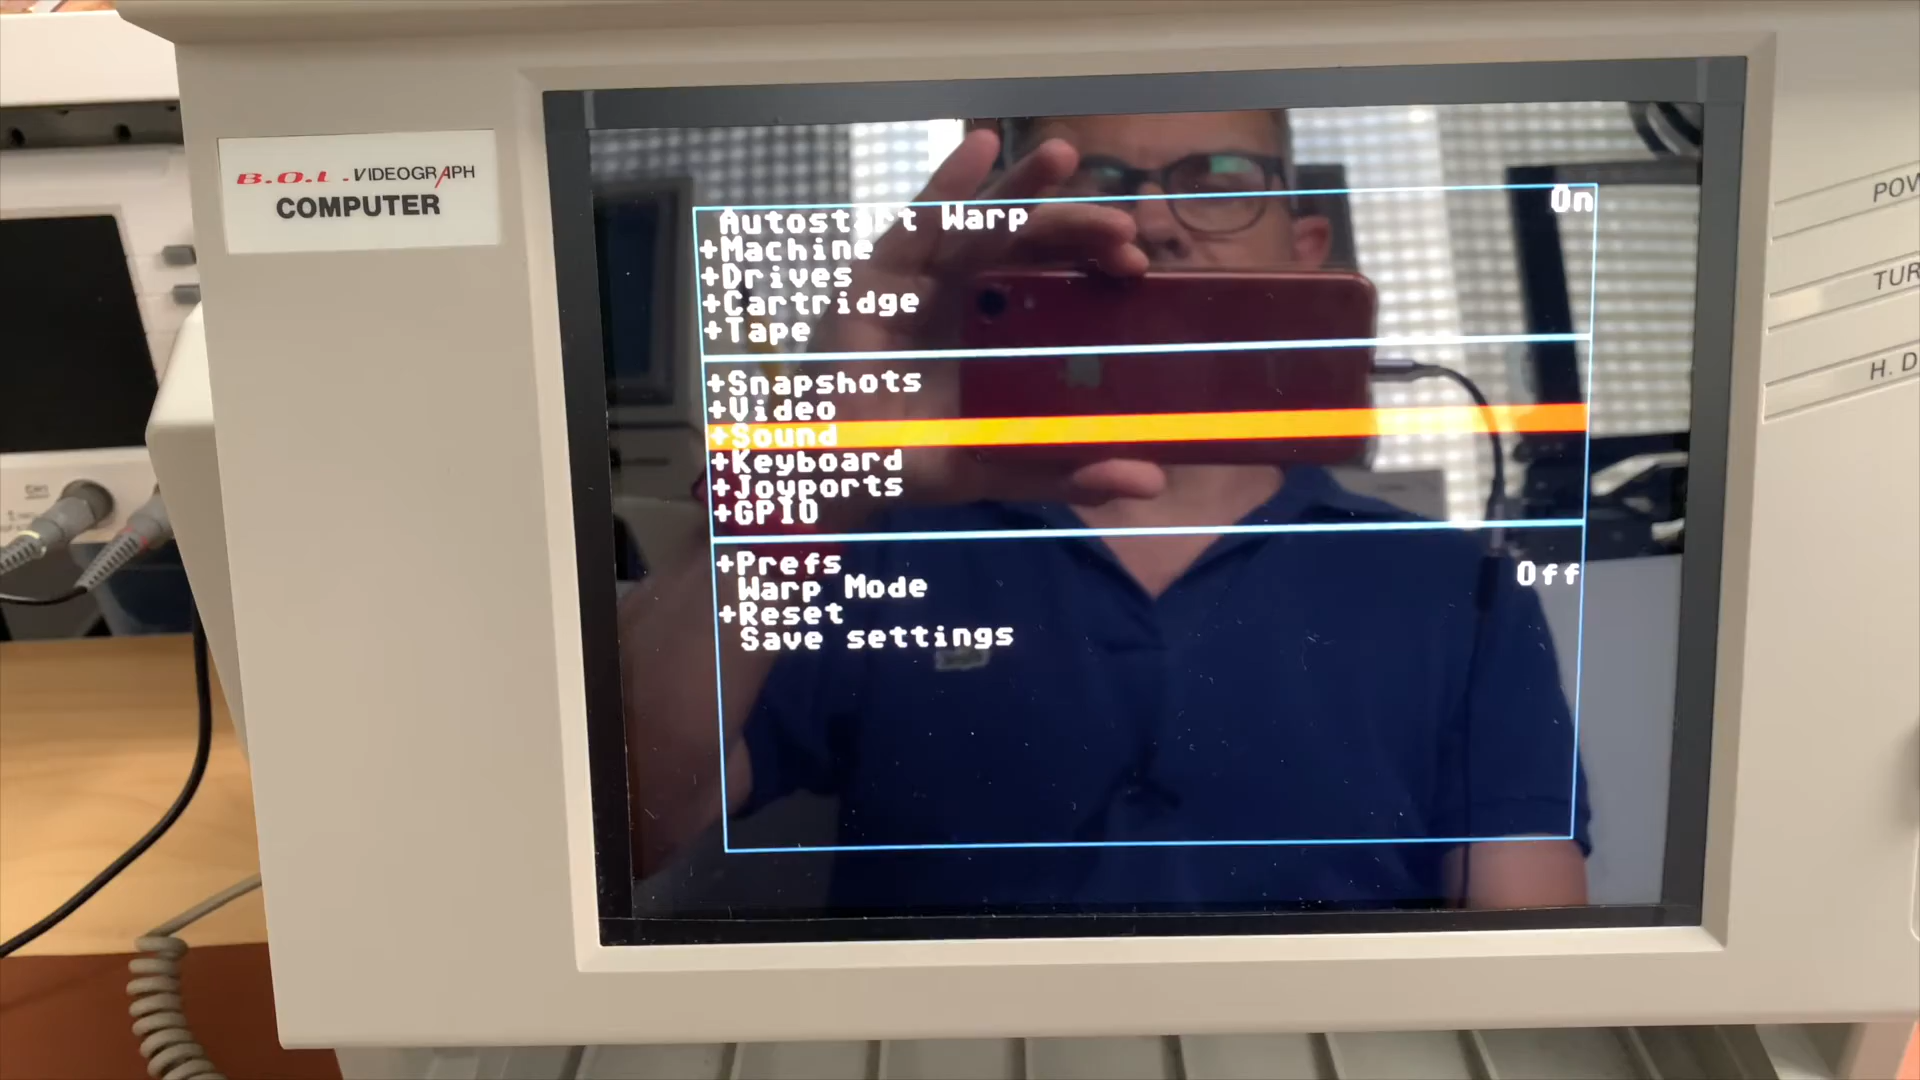 B.O.L. VIDEOGRAPH
COMPUTER
Autostart Warp On
+Machine
+Drives
+Cartridge
+Tape
+Snapshots
+Video
+Sound
+Keyboard
+Joyports
+GPIO
+Prefs
Warp Mode Off
+Reset
Save settings
POW
TUR
H. D